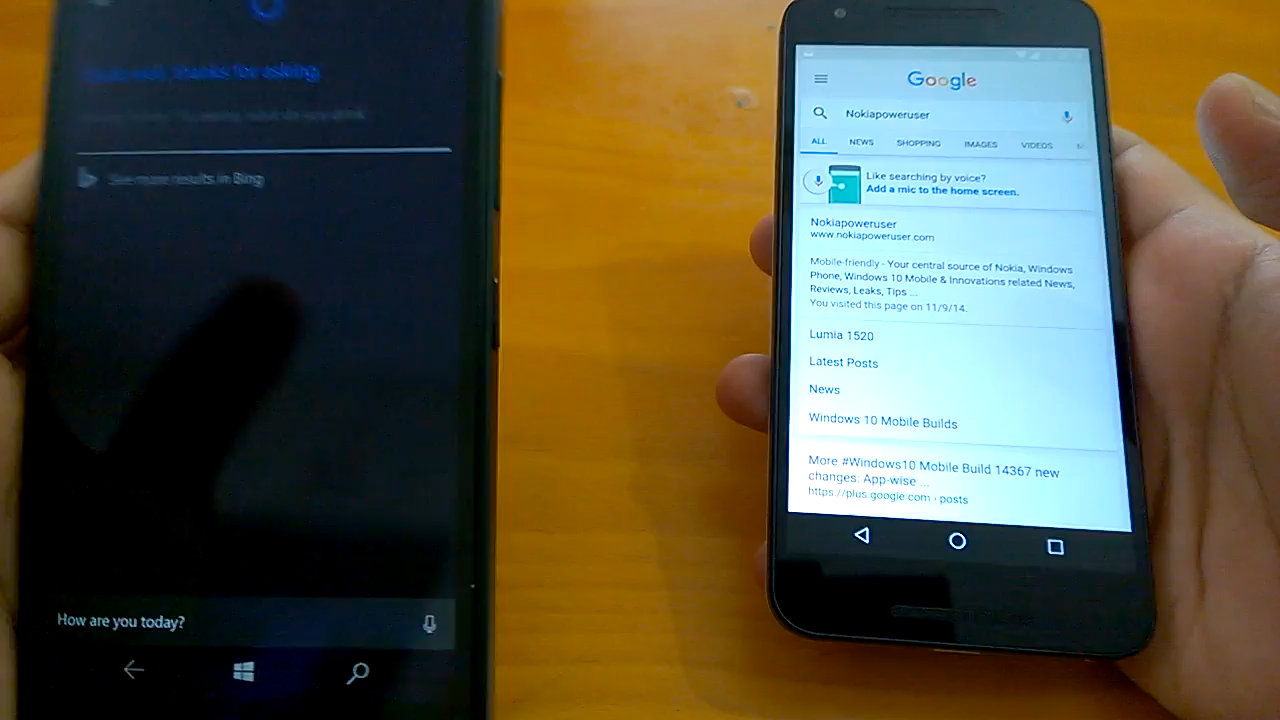 thanks for asking.
See more results in Bing
How are you today?
Google
Nokiapoweruser
ALL NEWS SHOPPING IMAGES VIDEOS
Like searching by voice?
Add a mic to the home screen.
Nokiapoweruser
www.nokiapoweruser.com
Mobile-friendly - Your central source of Nokia, Windows
Phone, Windows 10 Mobile & Innovations related News,
Reviews, Leaks, Tips ...
You visited this page on 11/9/14.
Lumia 1520
Latest Posts
News
Windows 10 Mobile Builds
More #Windows10 Mobile Build 14367 new
changes: App-wise ...
https://plus.google.com › posts